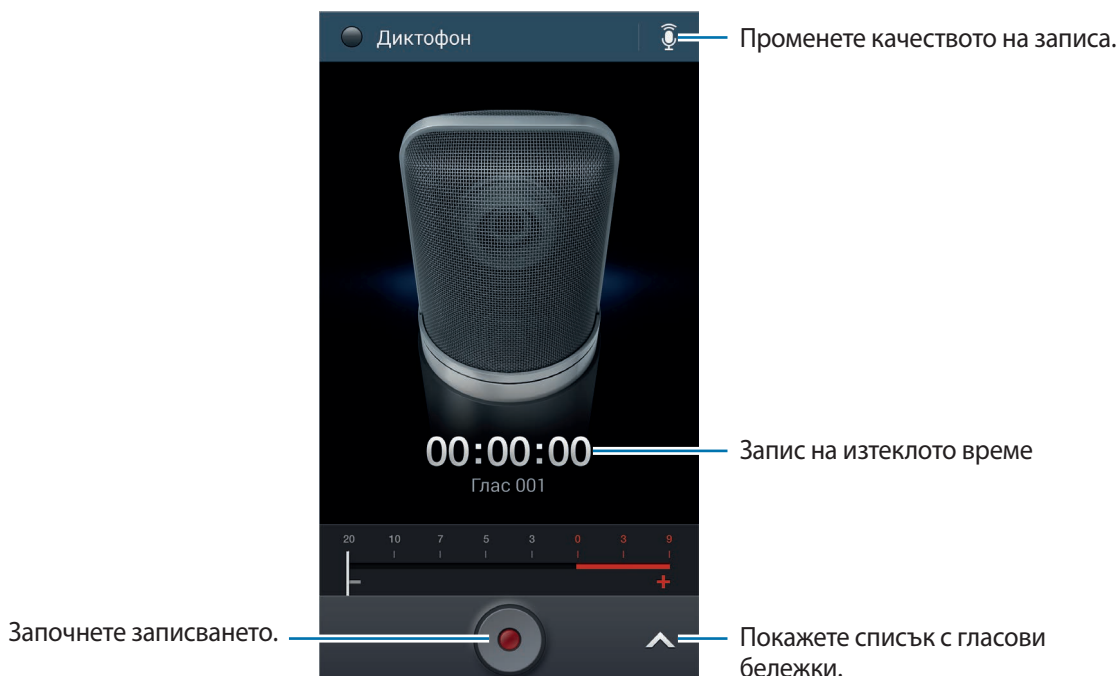 Диктофон
Променете качеството на записа.
00:00:00
Запис на изтеклото време
Глас 001
20 10 7 5 3 0 3 9
− +
Започнете записването.
Покажете списък с гласови
бележки.